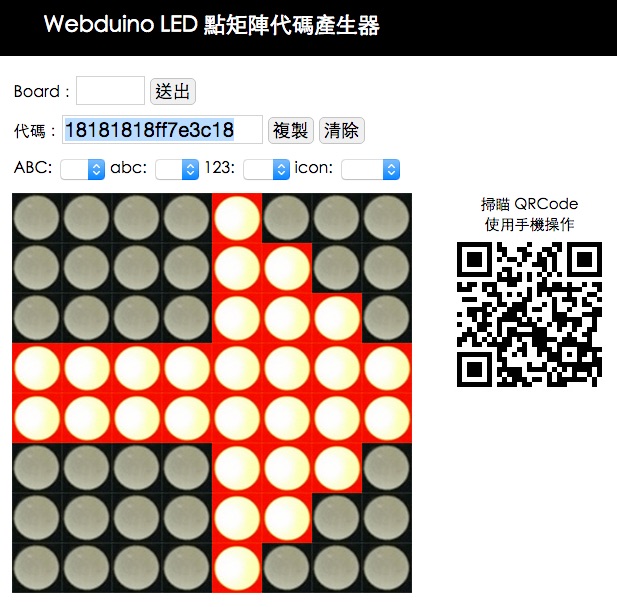 Webduino LED 點矩陣代碼產生器
Board : 送出
代碼 : 18181818ff7e3c18 複製 清除
ABC: abc: 123: icon:
掃瞄 QRCode
使用手機操作